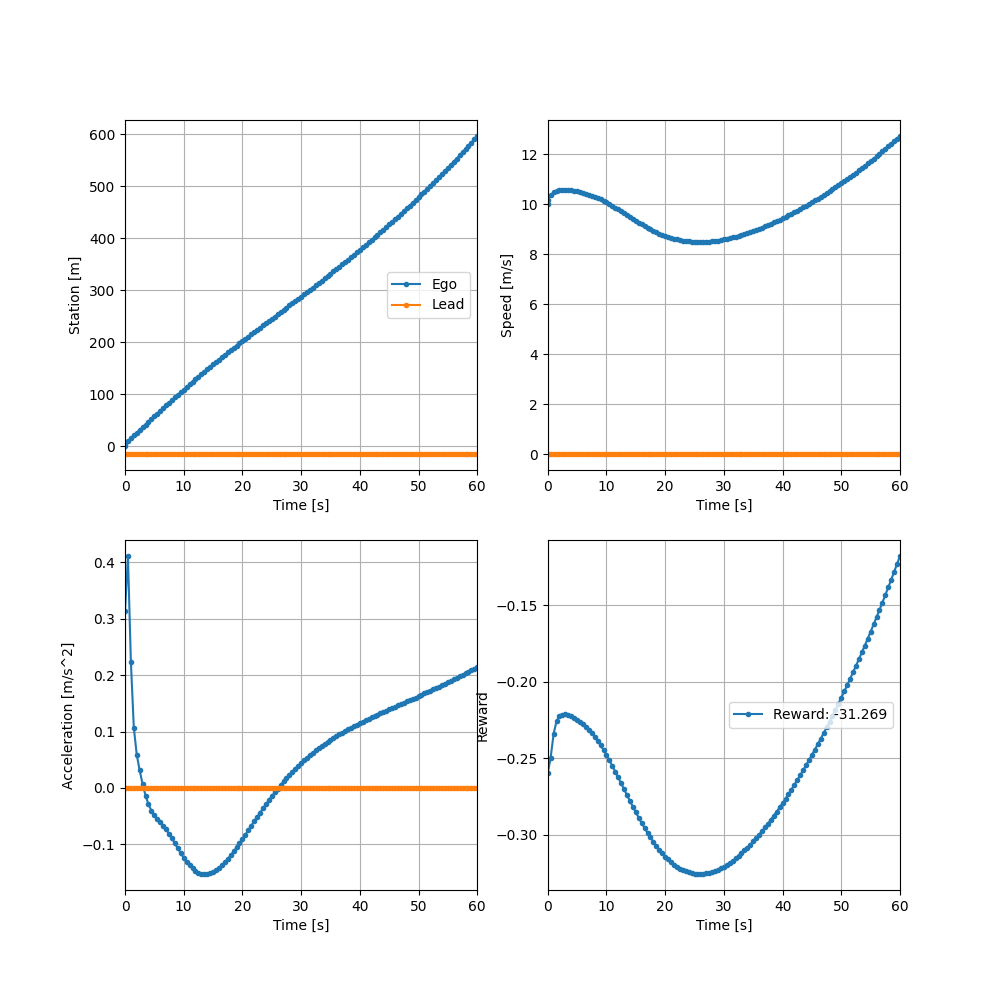 600
500
400
300
200
100
0
Station [m]
Ego
Lead
0 10 20 30 40 50 60
Time [s]
12
10
8
6
4
2
0
Speed [m/s]
0 10 20 30 40 50 60
Time [s]
0.4
0.3
0.2
0.1
0.0
−0.1
Acceleration [m/s^2]
0 10 20 30 40 50 60
Time [s]
−0.15
−0.20
−0.25
−0.30
Reward
Reward: -31.269
0 10 20 30 40 50 60
Time [s]